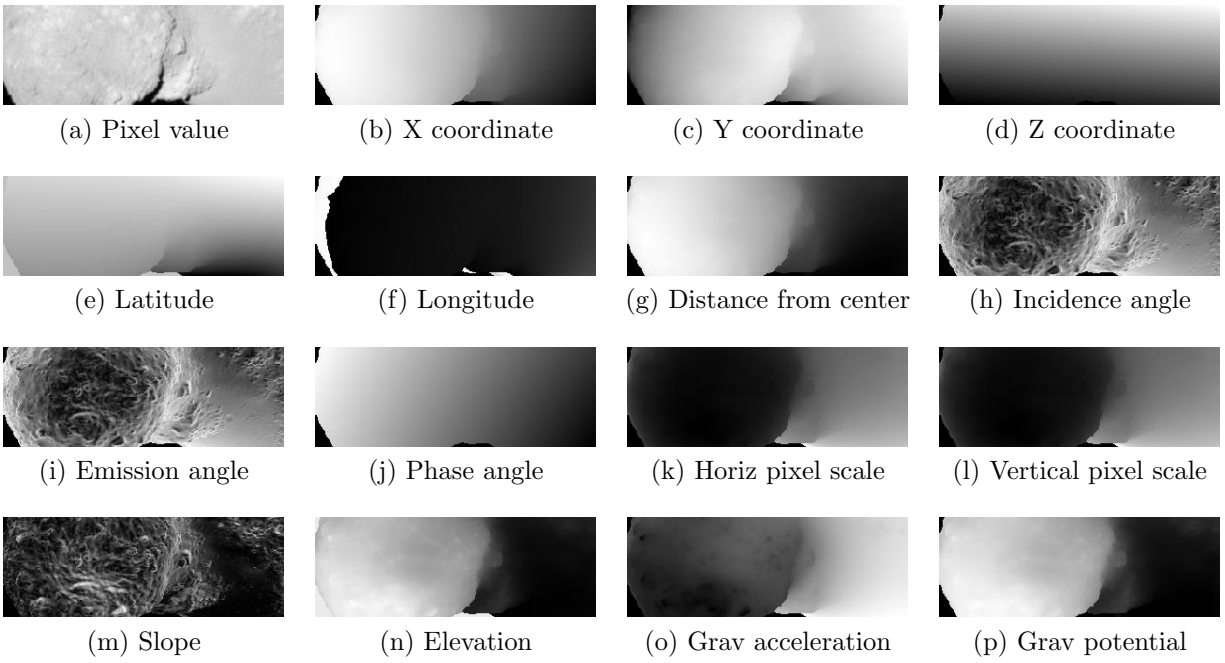 (a) Pixel value
(b) X coordinate
(c) Y coordinate
(d) Z coordinate
(e) Latitude
(f) Longitude
(g) Distance from center
(h) Incidence angle
(i) Emission angle
(j) Phase angle
(k) Horiz pixel scale
(l) Vertical pixel scale
(m) Slope
(n) Elevation
(o) Grav acceleration
(p) Grav potential